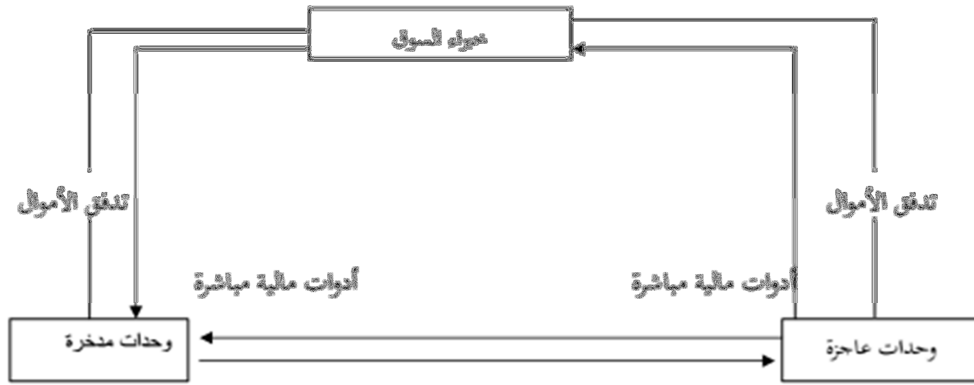 خبراء السوق
تدفق الأموال
تدفق الأموال
أدوات مالية مباشرة
أدوات مالية مباشرة
وحدات عاجزة
وحدات مدخرة